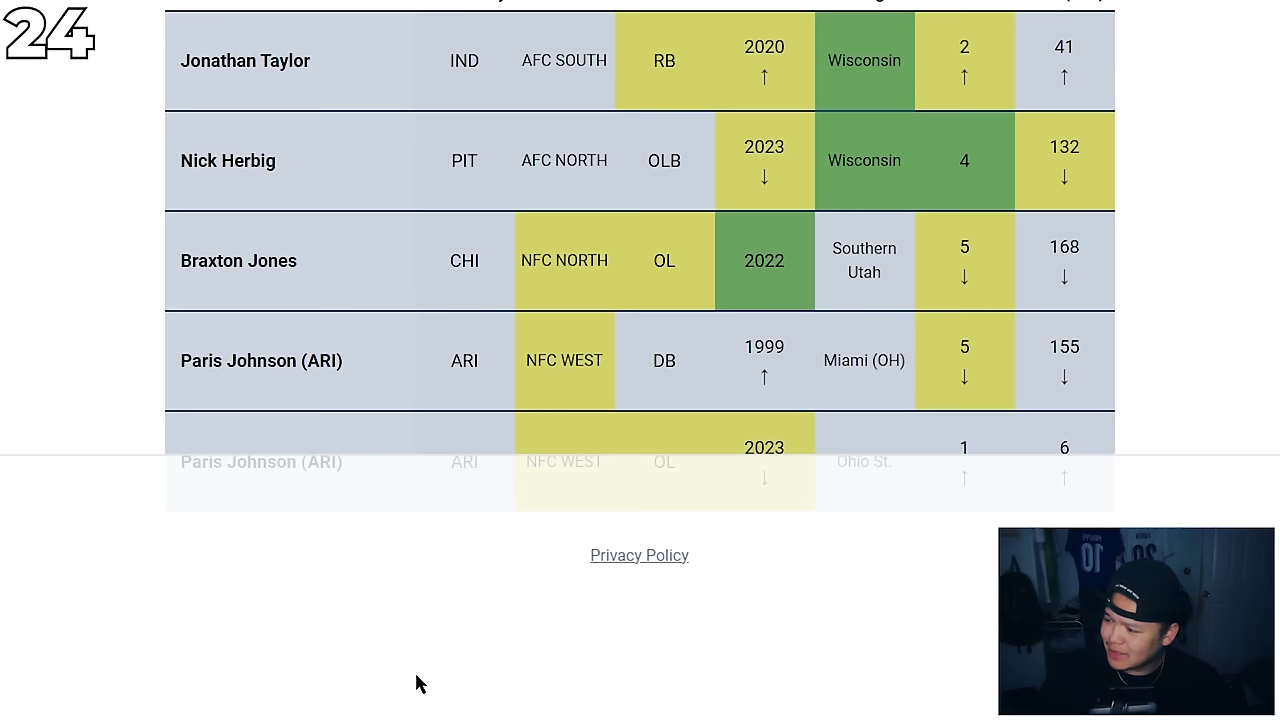 24
Jonathan Taylor IND AFC SOUTH RB 2020 ↑ Wisconsin 2 ↑ 41 ↑
Nick Herbig PIT AFC NORTH OLB 2023 ↓ Wisconsin 4 132 ↓
Braxton Jones CHI NFC NORTH OL 2022 Southern Utah 5 ↓ 168 ↓
Paris Johnson (ARI) ARI NFC WEST DB 1999 ↑ Miami (OH) 5 ↓ 155 ↓
Paris Johnson (ARI) ARI NFC WEST OL 2023 ↓ Ohio St. 1 ↑ 6 ↑
Privacy Policy
10